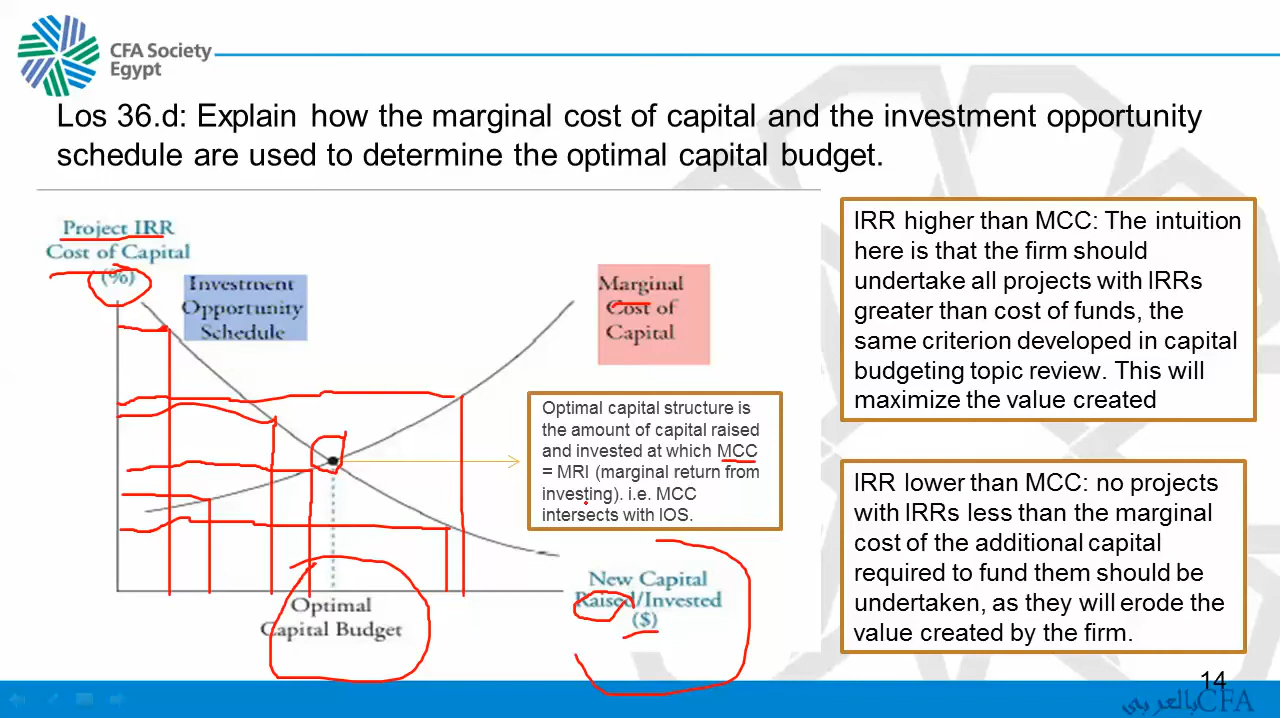 CFA Society
Egypt
Los 36.d: Explain how the marginal cost of capital and the investment opportunity
schedule are used to determine the optimal capital budget.
Project IRR
Cost of Capital
(%)
Investment
Opportunity
Schedule
Marginal
Cost of
Capital
Optimal capital structure is
the amount of capital raised
and invested at which MCC
= MRI (marginal return from
investing). i.e. MCC
intersects with IOS.
New Capital
Raised/Invested
($)
Optimal
Capital Budget
IRR higher than MCC: The intuition
here is that the firm should
undertake all projects with IRRs
greater than cost of funds, the
same criterion developed in capital
budgeting topic review. This will
maximize the value created
IRR lower than MCC: no projects
with IRRs less than the marginal
cost of the additional capital
required to fund them should be
undertaken, as they will erode the
value created by the firm.
14
CFA بالعربي